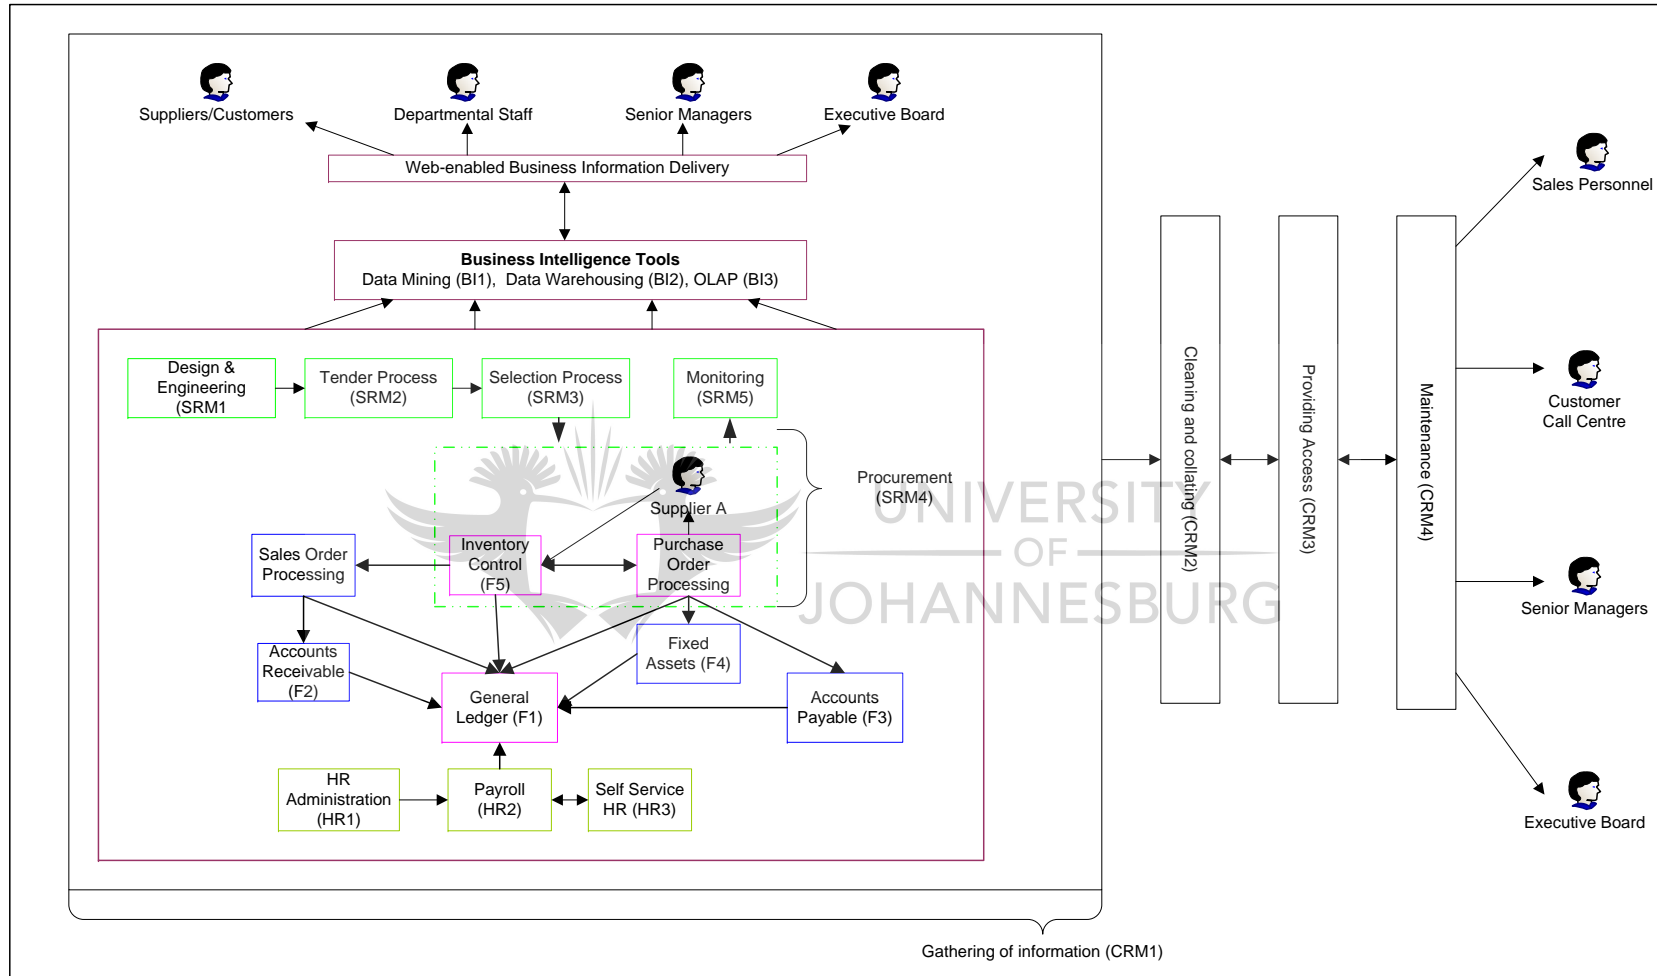 Suppliers/Customers
Departmental Staff
Senior Managers
Executive Board
Web-enabled Business Information Delivery
Business Intelligence Tools
Data Mining (BI1), Data Warehousing (BI2), OLAP (BI3)
Design &
Engineering
(SRM1
Tender Process
(SRM2)
Selection Process
(SRM3)
Monitoring
(SRM5)
Procurement
(SRM4)
Supplier A
Sales Order
Processing
Inventory
Control
(F5)
Purchase
Order
Processing
Accounts
Receivable
(F2)
Fixed
Assets (F4)
General
Ledger (F1)
Accounts
Payable (F3)
HR
Administration
(HR1)
Payroll
(HR2)
Self Service
HR (HR3)
UNIVERSITY
OF
JOHANNESBURG
Cleaning and collating (CRM2)
Providing Access (CRM3)
Maintenance (CRM4)
Sales Personnel
Customer
Call Centre
Senior Managers
Executive Board
Gathering of information (CRM1)